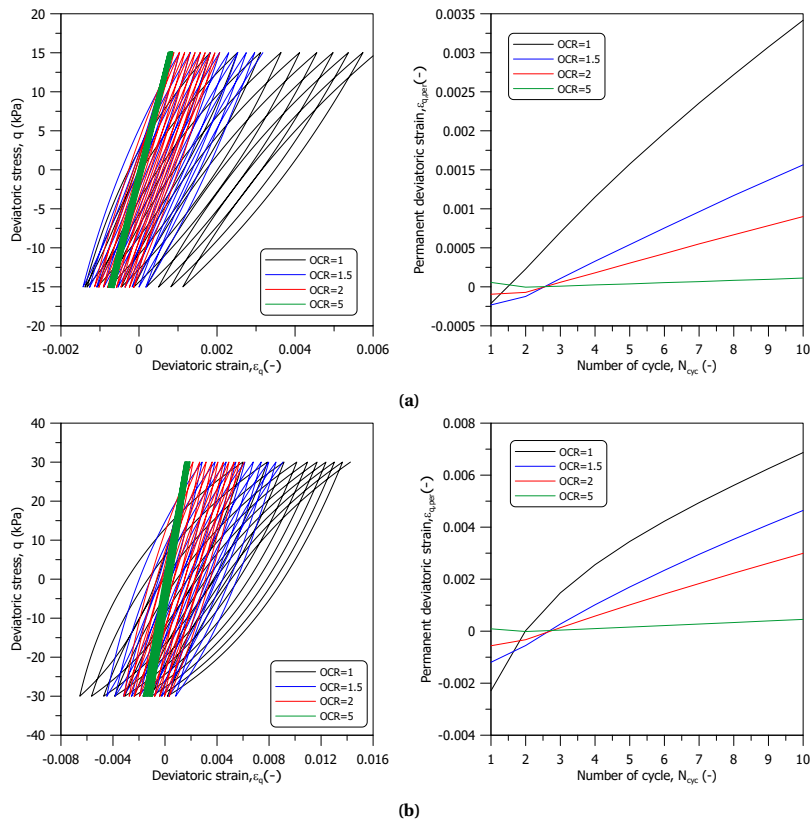 20
15
10
5
0
-5
-10
-15
-20
Deviatoric stress, q (kPa)
-0.002
0
0.002
0.004
0.006
Deviatoric strain,εq(-)
OCR=1
OCR=1.5
OCR=2
OCR=5
0.0035
0.003
0.0025
0.002
0.0015
0.001
0.0005
0
-0.0005
Permanent deviatoric strain,εq,per(-)
OCR=1
OCR=1.5
OCR=2
OCR=5
1
2
3
4
5
6
7
8
9
10
Number of cycle, Ncyc (-)
(a)
40
30
20
10
0
-10
-20
-30
-40
Deviatoric stress, q (kPa)
-0.008
-0.004
0
0.004
0.008
0.012
0.016
Deviatoric strain,εq(-)
OCR=1
OCR=1.5
OCR=2
OCR=5
0.008
0.006
0.004
0.002
0
-0.002
-0.004
Permanent deviatoric strain,εq,per(-)
OCR=1
OCR=1.5
OCR=2
OCR=5
1
2
3
4
5
6
7
8
9
10
Number of cycle, Ncyc (-)
(b)